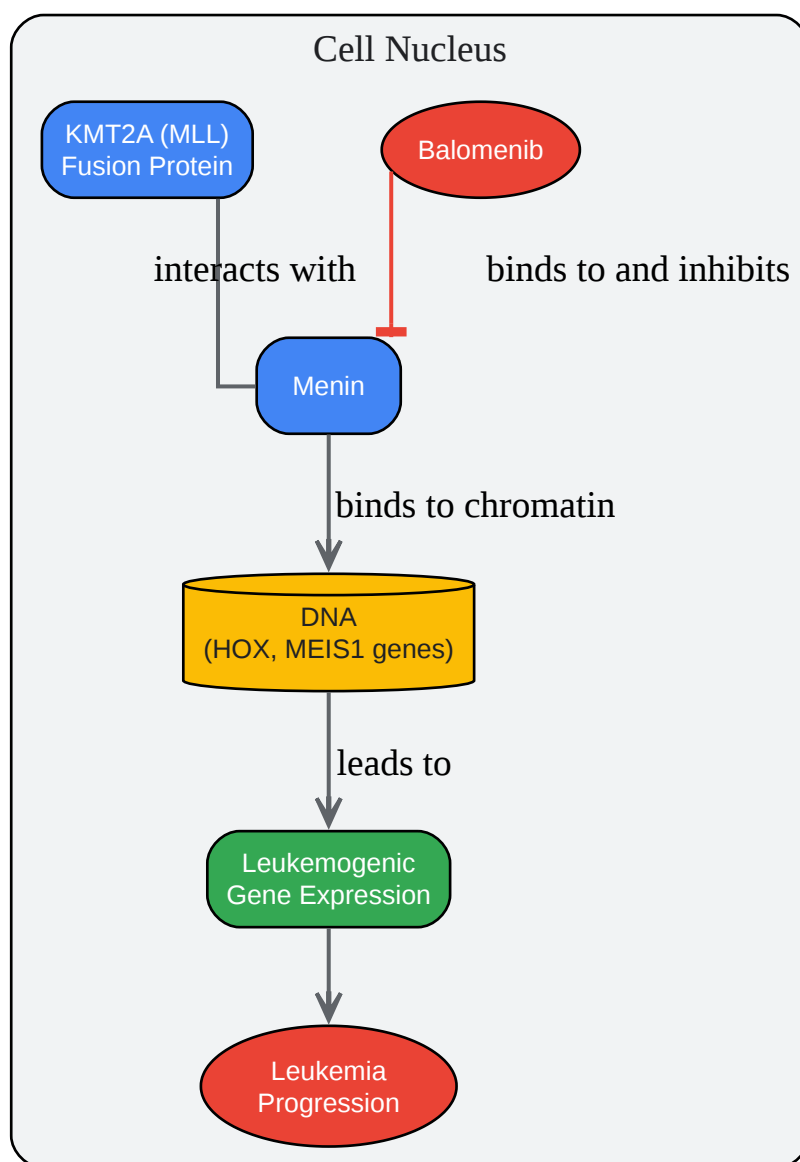 Cell Nucleus
KMT2A (MLL)
Fusion Protein
Balomenib
interacts with
binds to and inhibits
Menin
binds to chromatin
DNA
(HOX, MEIS1 genes)
leads to
Leukemogenic
Gene Expression
Leukemia
Progression